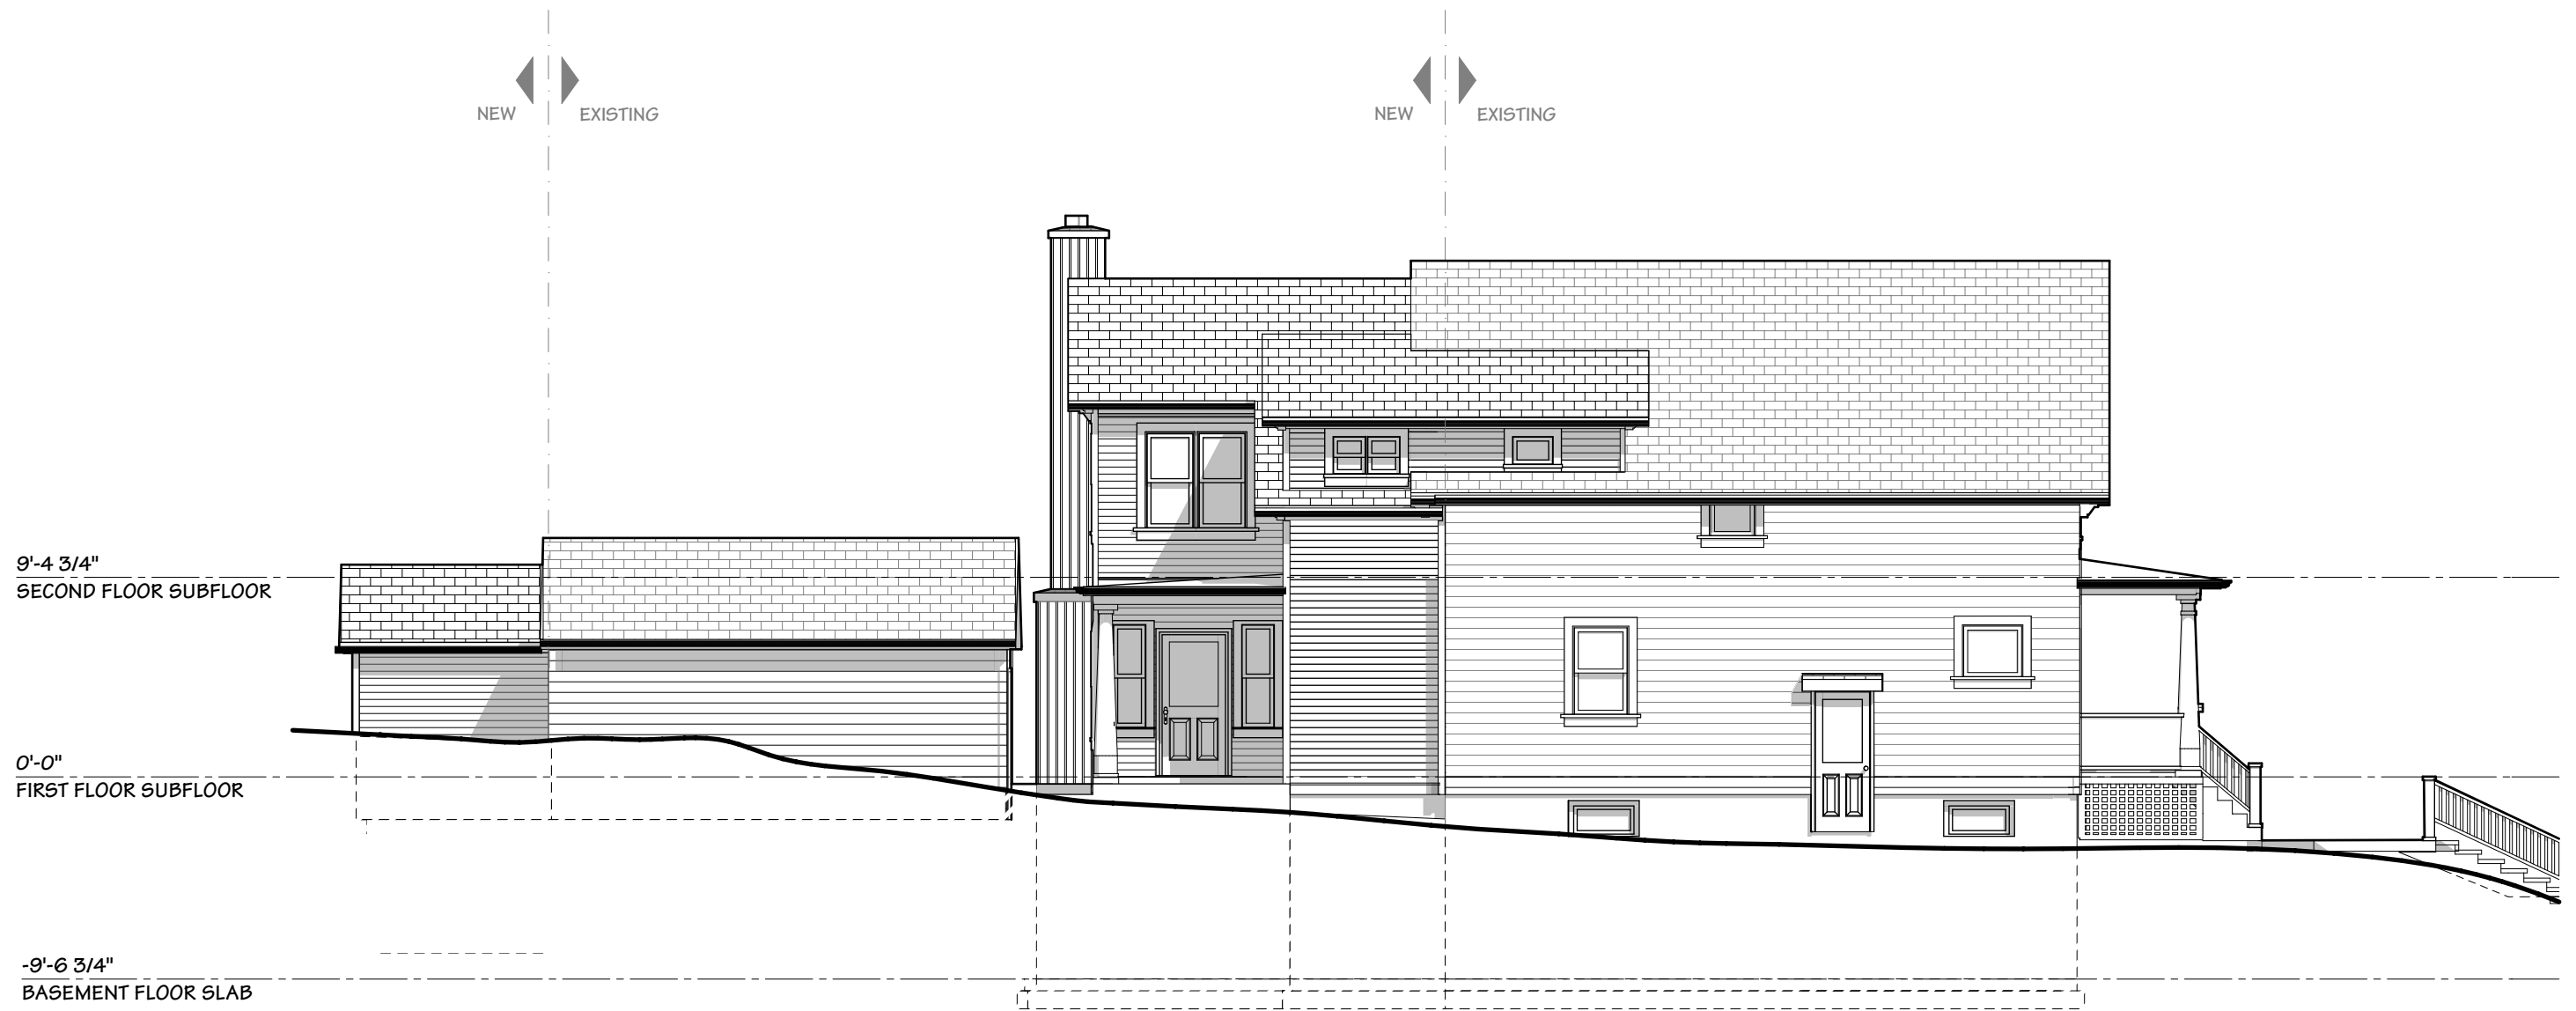 NEW
EXISTING
NEW
EXISTING
9'-4 3/4"
SECOND FLOOR SUBFLOOR
0'-0"
FIRST FLOOR SUBFLOOR
-9'-6 3/4"
BASEMENT FLOOR SLAB